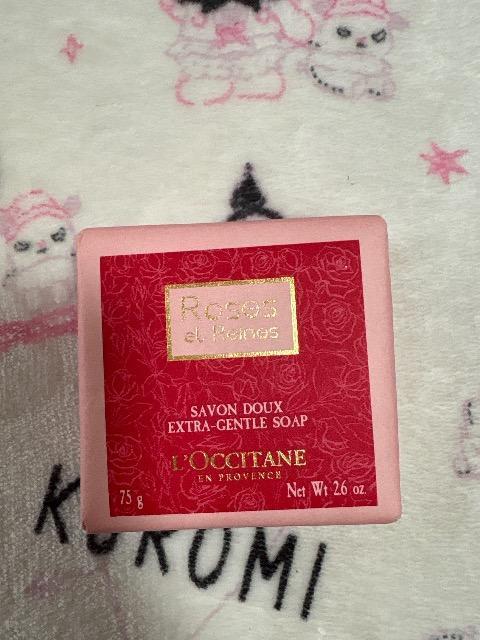 Roses
et Reines
SAVON DOUX
EXTRA-GENTLE SOAP
L'OCCITANE
EN PROVENCE
75 g Net Wt 2.6 oz.
KUROMI